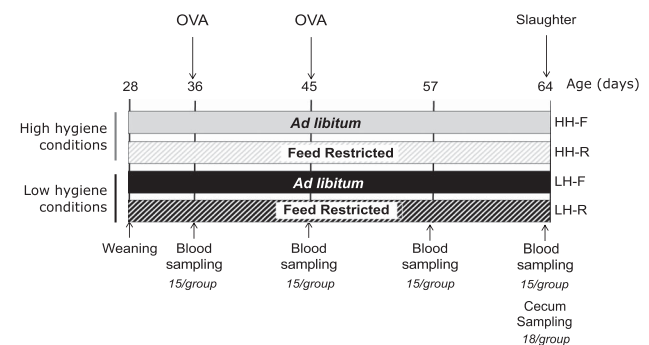 OVA OVA Slaughter
28 36 45 57 64 Age (days)
High hygiene
conditions
Ad libitum HH-F
Feed Restricted HH-R
Low hygiene
conditions
Ad libitum LH-F
Feed Restricted LH-R
Weaning Blood Blood Blood Blood
sampling sampling sampling sampling
15/group 15/group 15/group 15/group
Cecum
Sampling
18/group